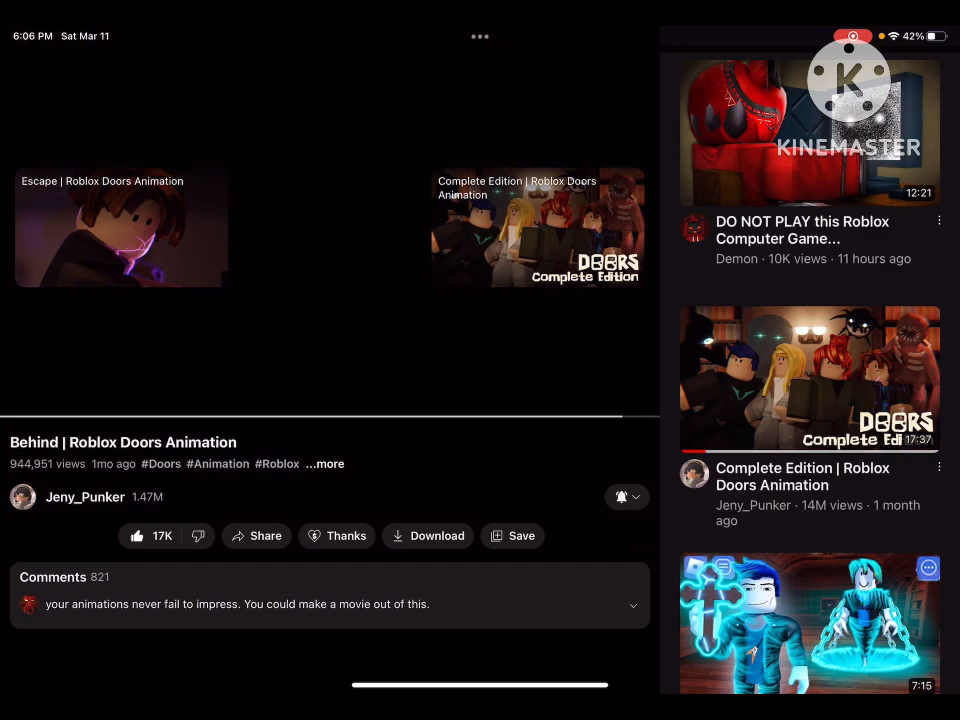 6:06 PM Sat Mar 11
42%
Escape | Roblox Doors Animation
Complete Edition | Roblox Doors
Animation
DOORS
Complete Edition
Behind | Roblox Doors Animation
944,951 views 1mo ago #Doors #Animation #Roblox ...more
Jeny_Punker 1.47M
17K Share Thanks Download Save
Comments 821
your animations never fail to impress. You could make a movie out of this.
K
KINEMASTER
12:21
DO NOT PLAY this Roblox
Computer Game...
Demon · 10K views · 11 hours ago
DOORS
Complete Edi
17:37
Complete Edition | Roblox
Doors Animation
Jeny_Punker · 14M views · 1 month
ago
7:15